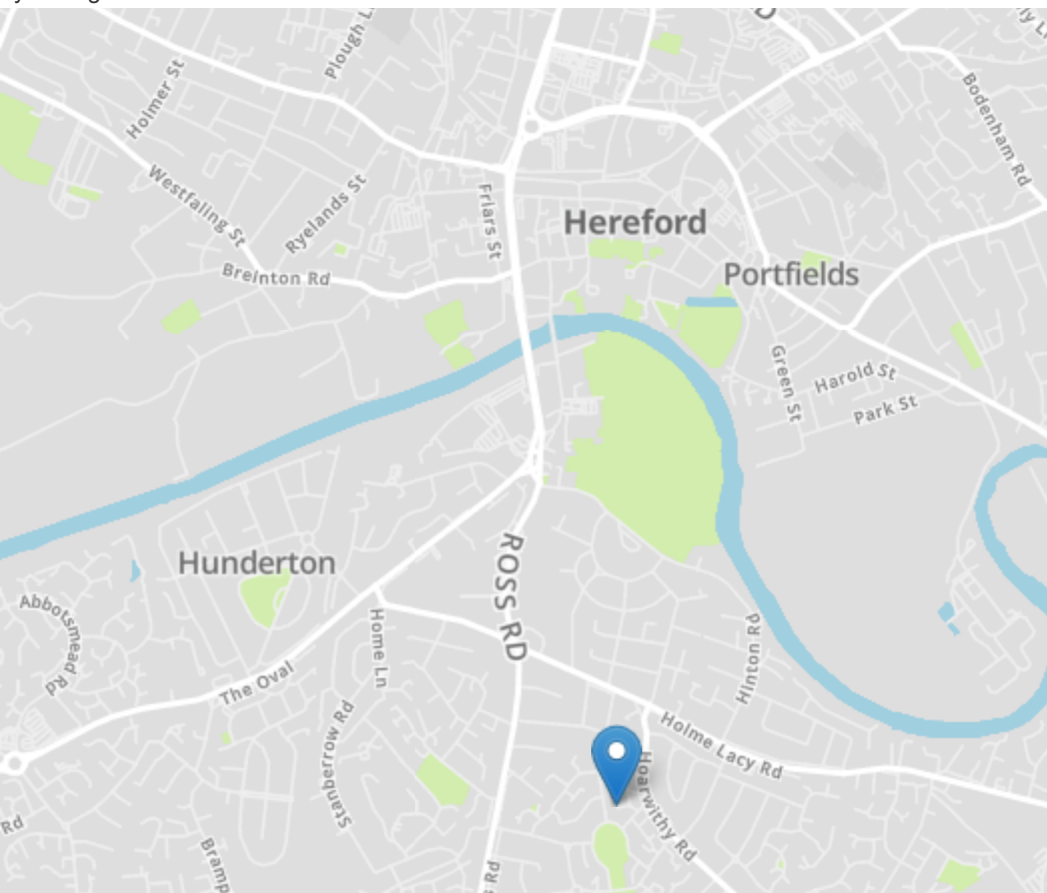 Plough L
Holmer St
Bodenham Rd
Westfaling St
Ryelands St
Friars St
Hereford
Portfields
Breinton Rd
Green St
Harold St
Park St
Hunderton
ROSS RD
Abbotsmead Rd
Home Ln
Hinton Rd
The Oval
Stanberrow Rd
Holme Lacy Rd
Hoarwithy Rd
Rd
Bramp
s Rd